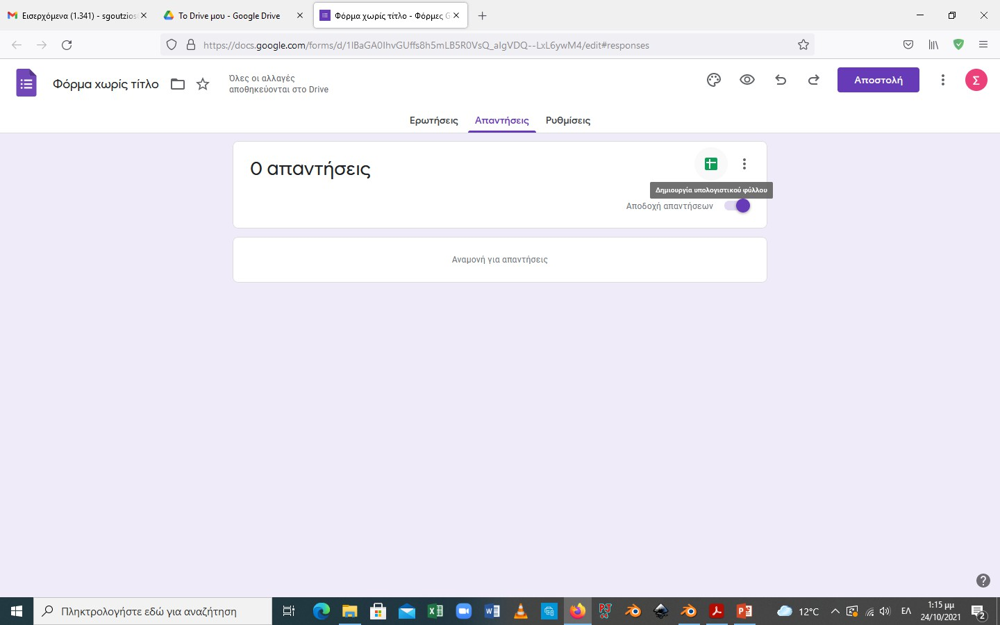 Εισερχόμενα (1.341) - sgoutzios
Το Drive μου - Google Drive
Φόρμα χωρίς τίτλο - Φόρμες G
https://docs.google.com/forms/d/1IBaGA0IhvGUffs8h5mLB5R0VsQ_aIgVDQ--LxL6ywM4/edit#responses
Φόρμα χωρίς τίτλο
Όλες οι αλλαγές
αποθηκεύονται στο Drive
Αποστολή
Σ
Ερωτήσεις Απαντήσεις Ρυθμίσεις
0 απαντήσεις
Δημιουργία υπολογιστικού φύλλου
Αποδοχή απαντήσεων
Αναμονή για απαντήσεις
Πληκτρολογήστε εδώ για αναζήτηση
12°C
ΕΛ
1:15 μμ
24/10/2021
2